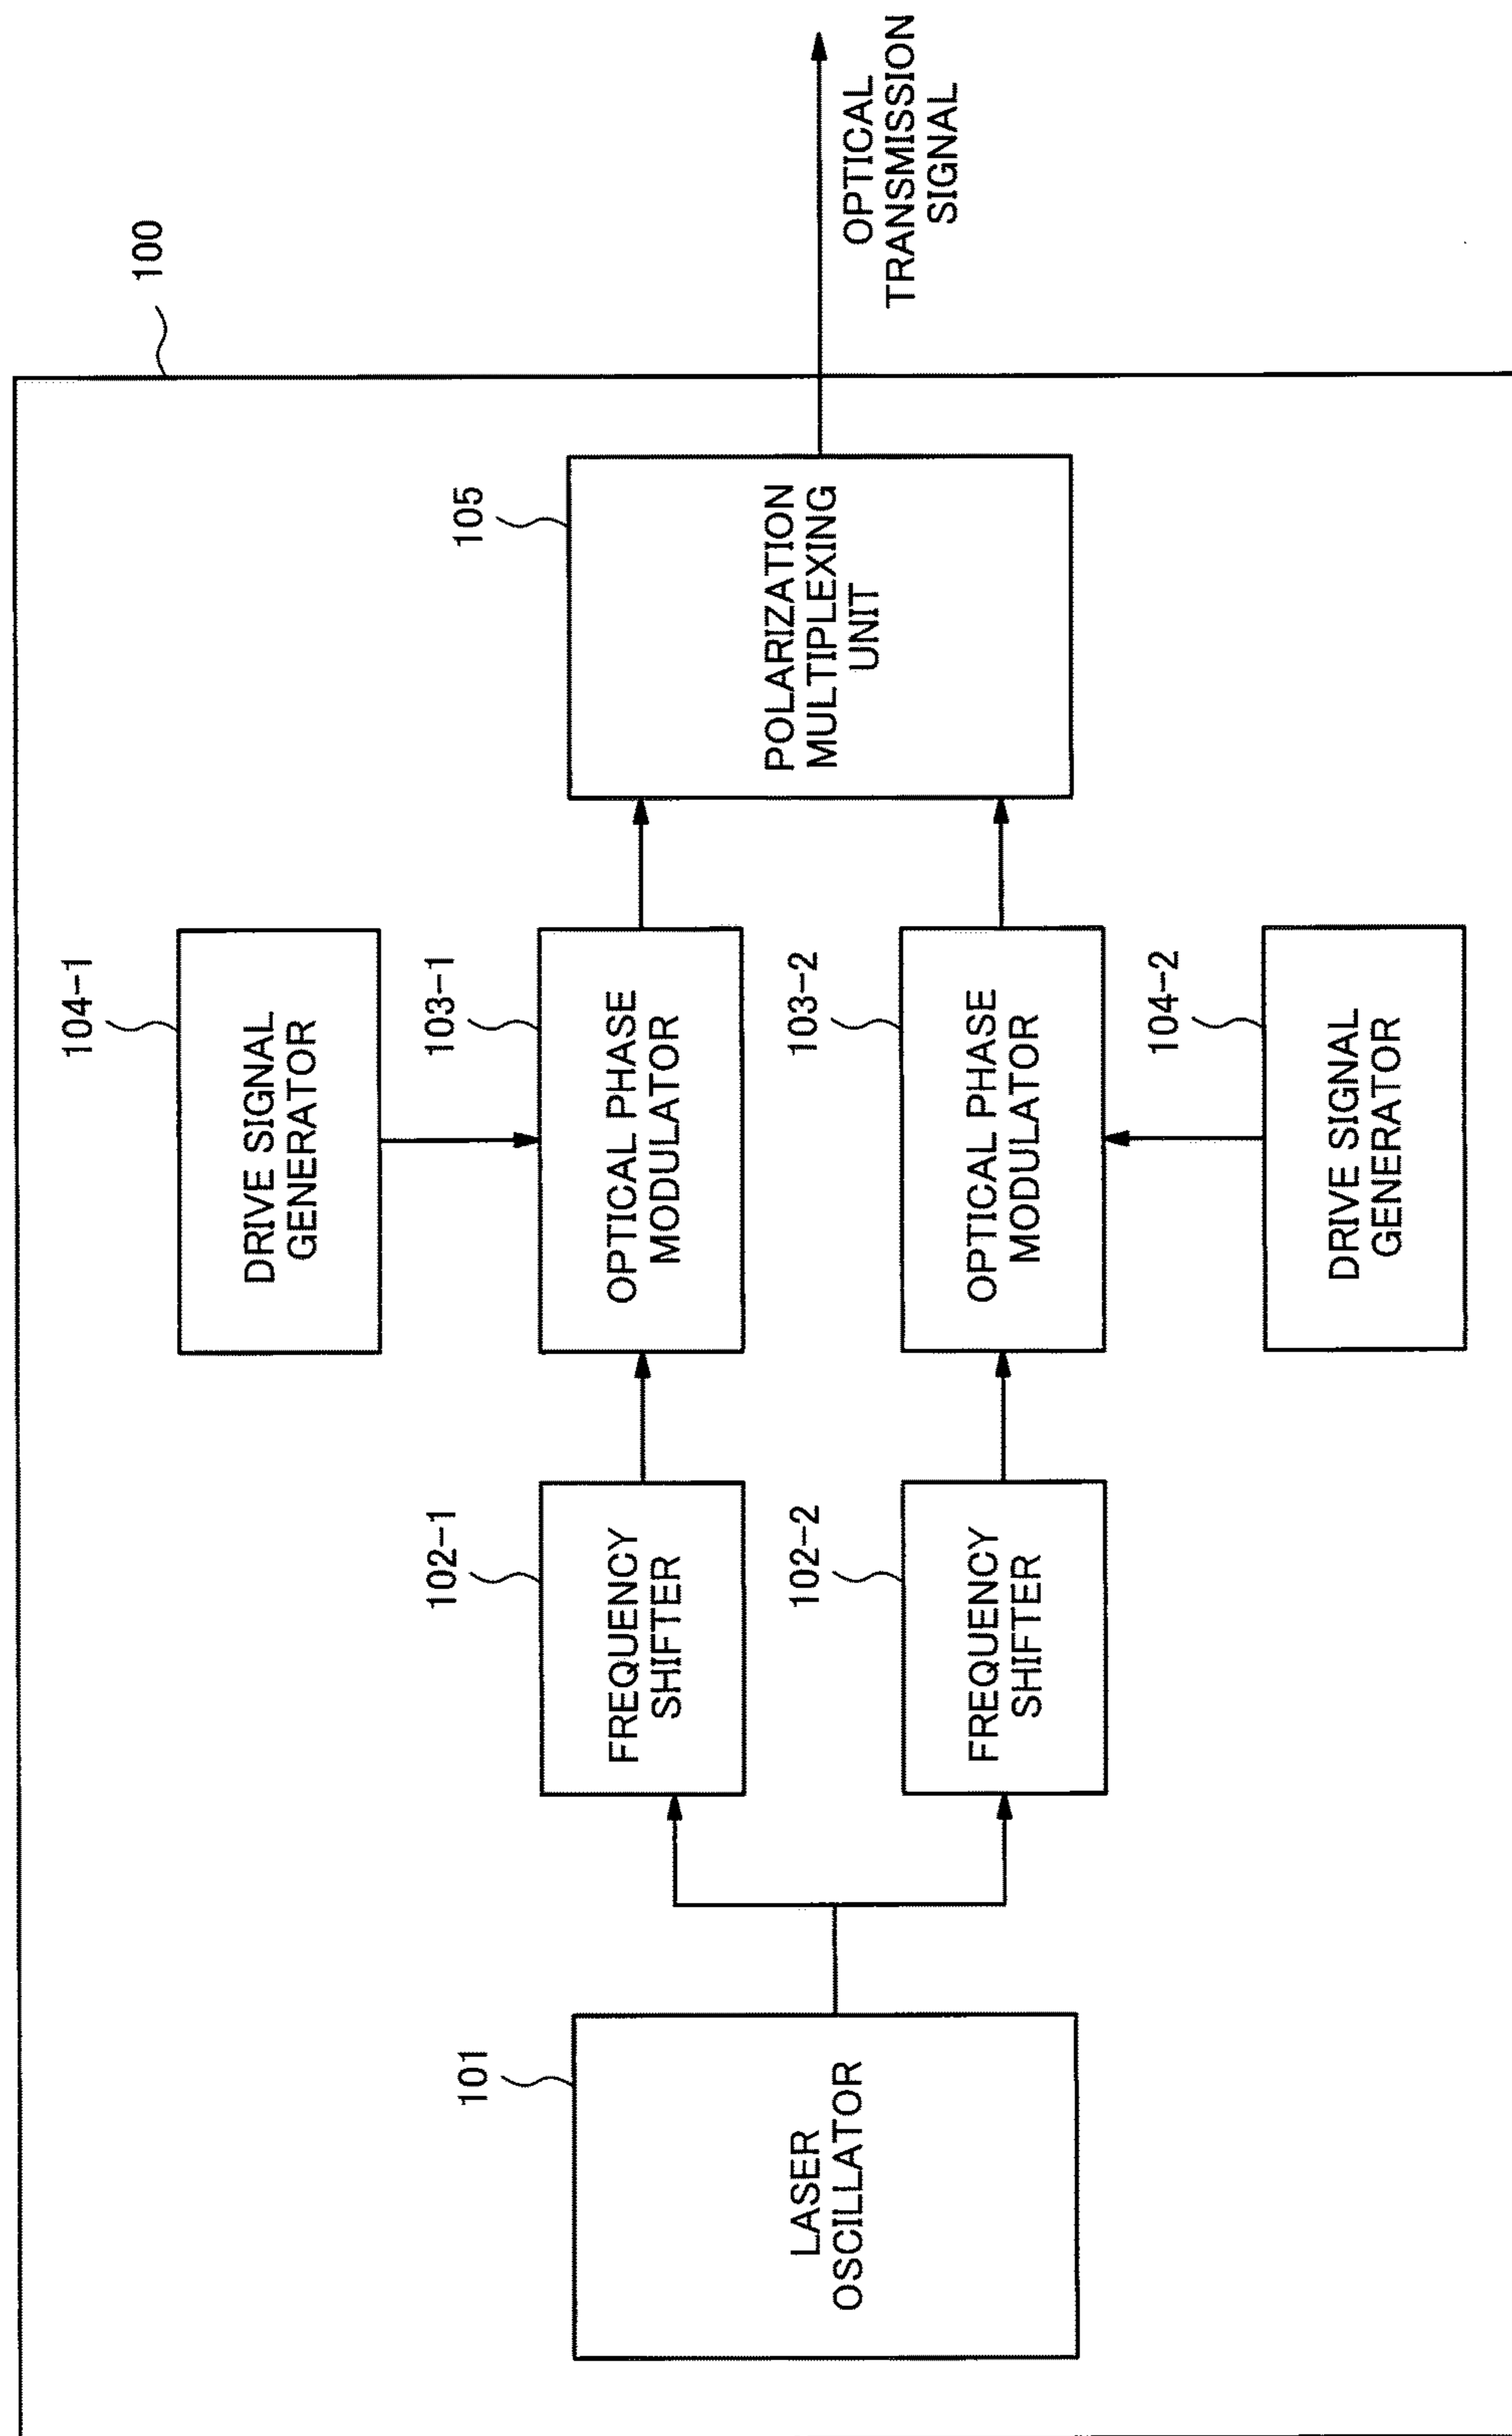 100
104-1
DRIVE SIGNAL
GENERATOR
101
LASER
OSCILLATOR
102-1
FREQUENCY
SHIFTER
103-1
OPTICAL PHASE
MODULATOR
105
POLARIZATION
MULTIPLEXING
UNIT
OPTICAL
TRANSMISSION
SIGNAL
102-2
FREQUENCY
SHIFTER
103-2
OPTICAL PHASE
MODULATOR
104-2
DRIVE SIGNAL
GENERATOR